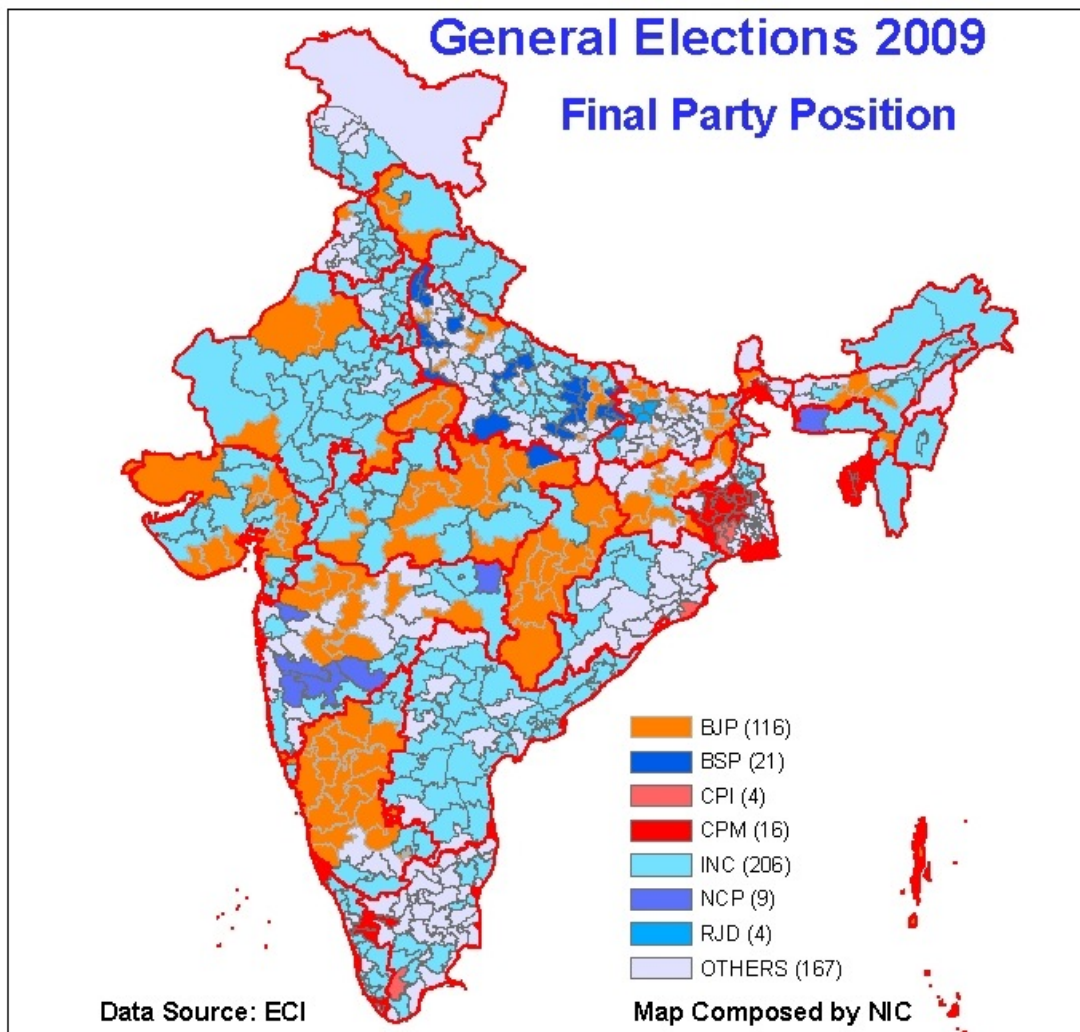 General Elections 2009
Final Party Position
BJP (116)
BSP (21)
CPI (4)
CPM (16)
INC (206)
NCP (9)
RJD (4)
OTHERS (167)
Data Source: ECI
Map Composed by NIC